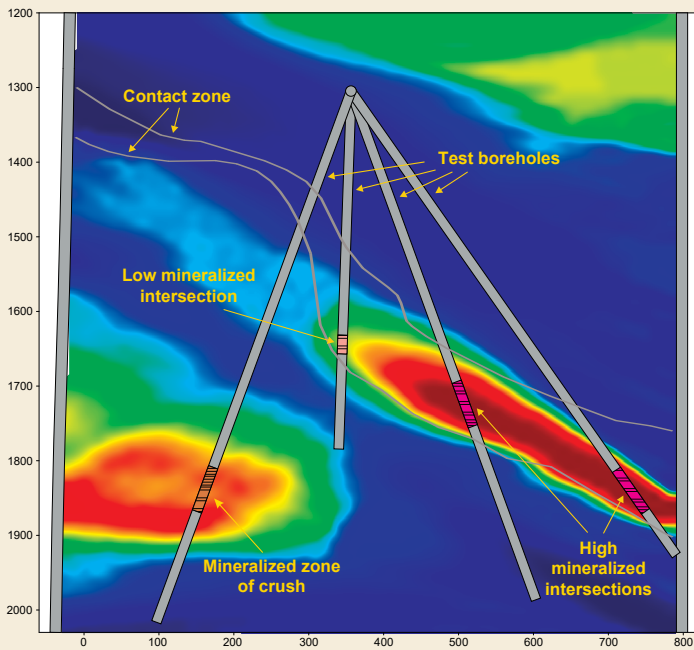 1200
1300
1400
1500
1600
1700
1800
1900
2000
Contact zone
Test boreholes
Low mineralized
intersection
Mineralized zone
of crush
High
mineralized
intersections
0 100 200 300 400 500 600 700 800